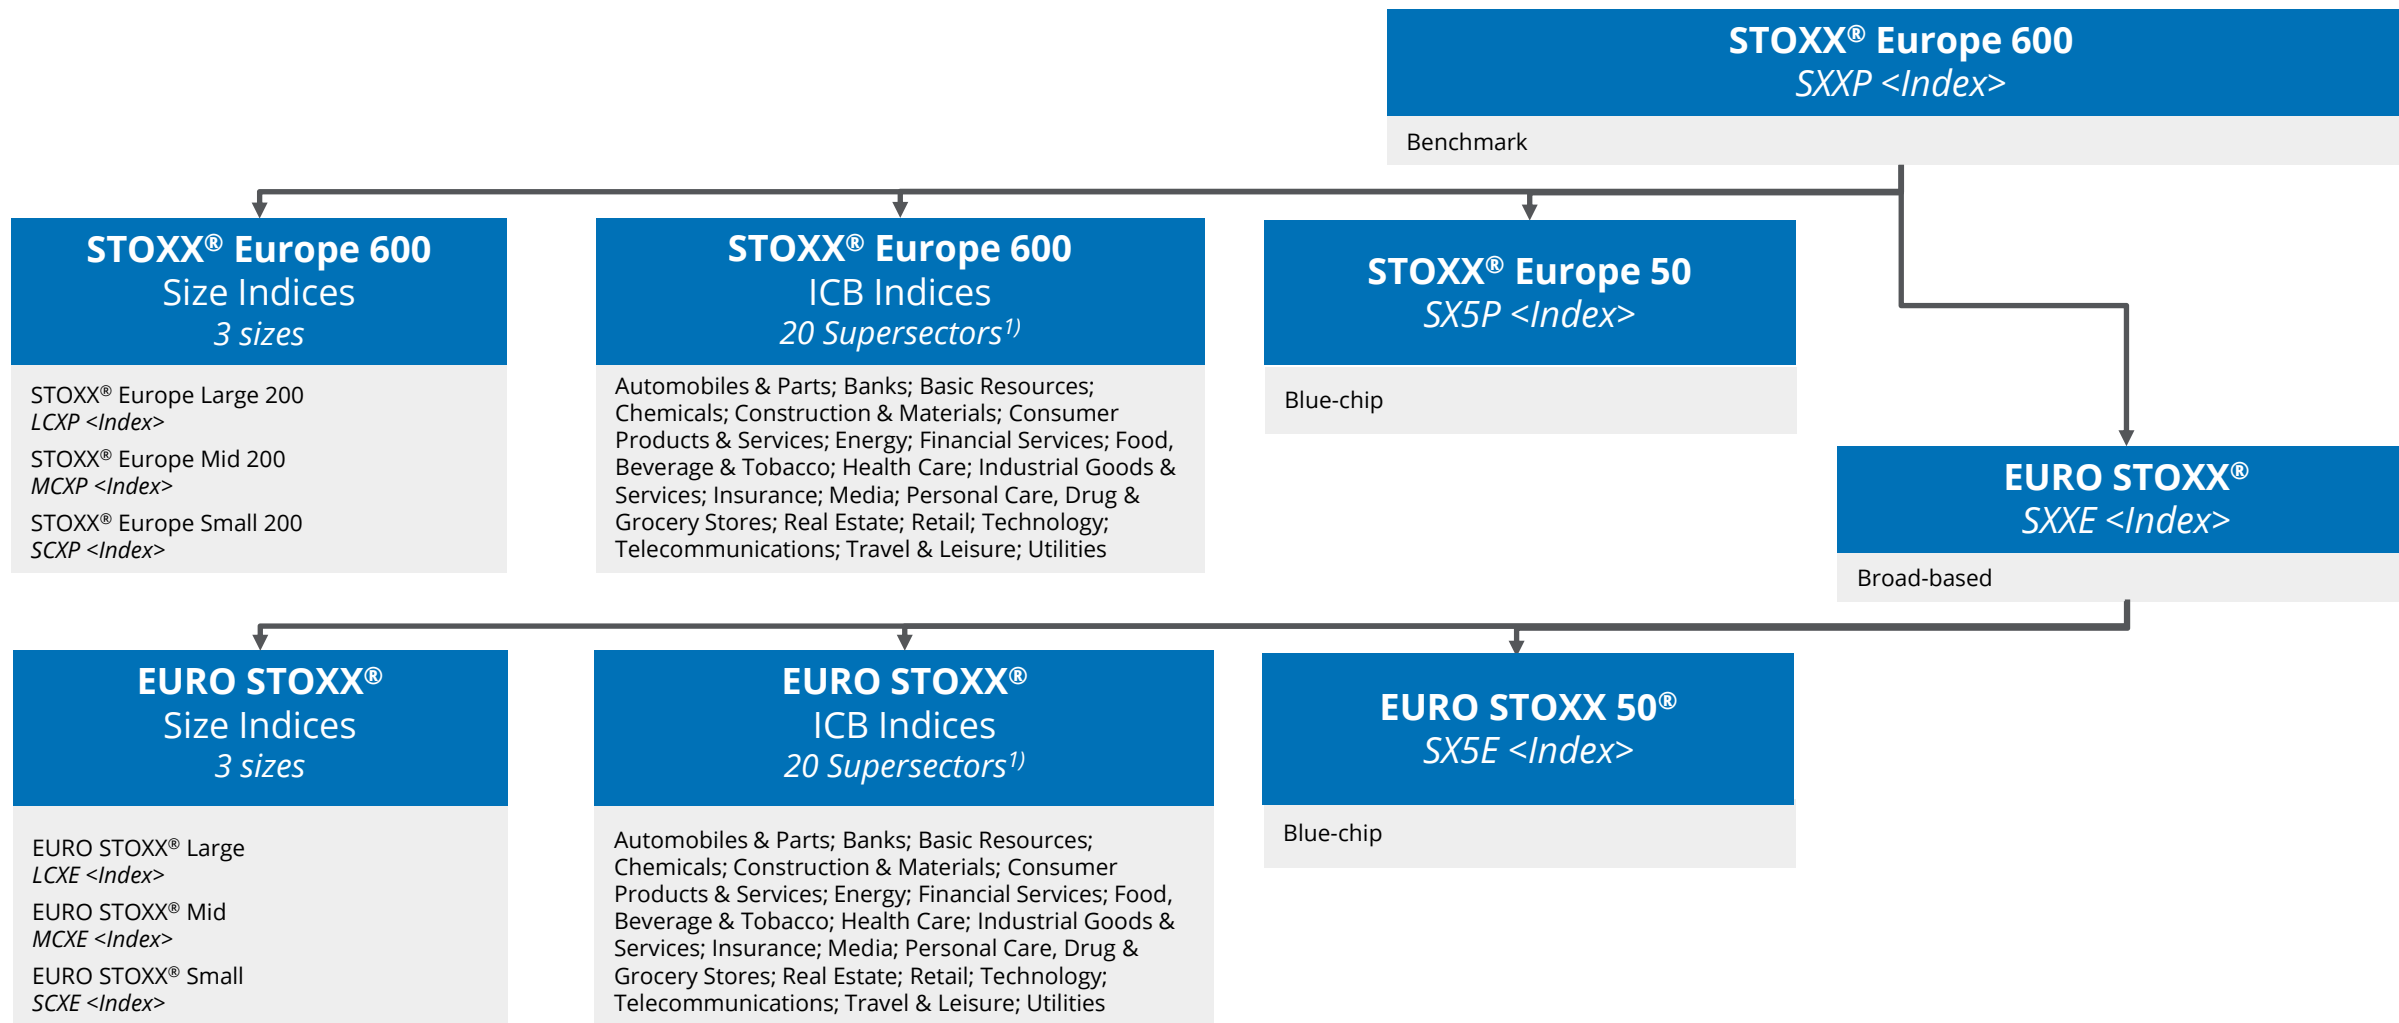 STOXX® Europe 600
SXXP <Index>
Benchmark
STOXX® Europe 600
Size Indices
3 sizes
STOXX® Europe Large 200
LCXP <Index>
STOXX® Europe Mid 200
MCXP <Index>
STOXX® Europe Small 200
SCXP <Index>
STOXX® Europe 600
ICB Indices
20 Supersectors1)
Automobiles & Parts; Banks; Basic Resources;
Chemicals; Construction & Materials; Consumer
Products & Services; Energy; Financial Services; Food,
Beverage & Tobacco; Health Care; Industrial Goods &
Services; Insurance; Media; Personal Care, Drug &
Grocery Stores; Real Estate; Retail; Technology;
Telecommunications; Travel & Leisure; Utilities
STOXX® Europe 50
SX5P <Index>
Blue-chip
EURO STOXX®
SXXE <Index>
Broad-based
EURO STOXX®
Size Indices
3 sizes
EURO STOXX® Large
LCXE <Index>
EURO STOXX® Mid
MCXE <Index>
EURO STOXX® Small
SCXE <Index>
EURO STOXX®
ICB Indices
20 Supersectors1)
Automobiles & Parts; Banks; Basic Resources;
Chemicals; Construction & Materials; Consumer
Products & Services; Energy; Financial Services; Food,
Beverage & Tobacco; Health Care; Industrial Goods &
Services; Insurance; Media; Personal Care, Drug &
Grocery Stores; Real Estate; Retail; Technology;
Telecommunications; Travel & Leisure; Utilities
EURO STOXX 50®
SX5E <Index>
Blue-chip